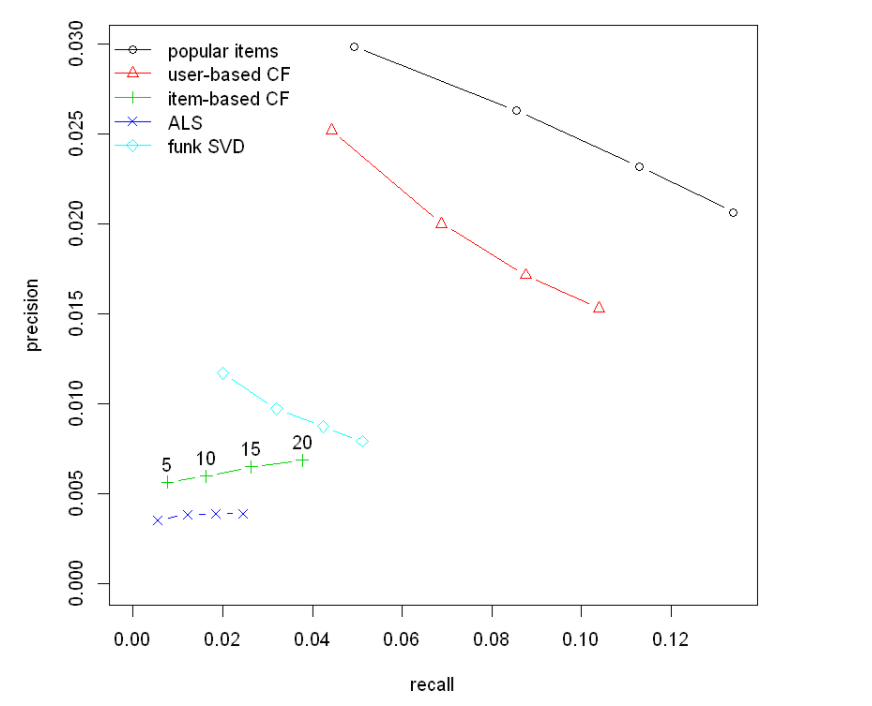 popular items
user-based CF
item-based CF
ALS
funk SVD
0.030
0.025
0.020
0.015
0.010
0.005
0.000
precision
5
10
15
20
0.00
0.02
0.04
0.06
0.08
0.10
0.12
recall